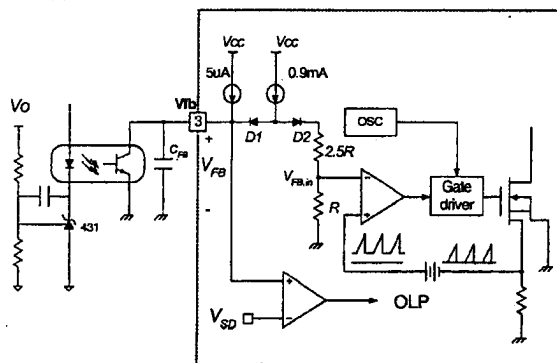 Vcc Vcc
5uA 0.9mA
Vo
Vfb
3
D1 D2
OSC
+
CFB
VFB
2.5R
VFB,in
-
Gate
driver
R
+
-
431
+
OLP
VSD
-